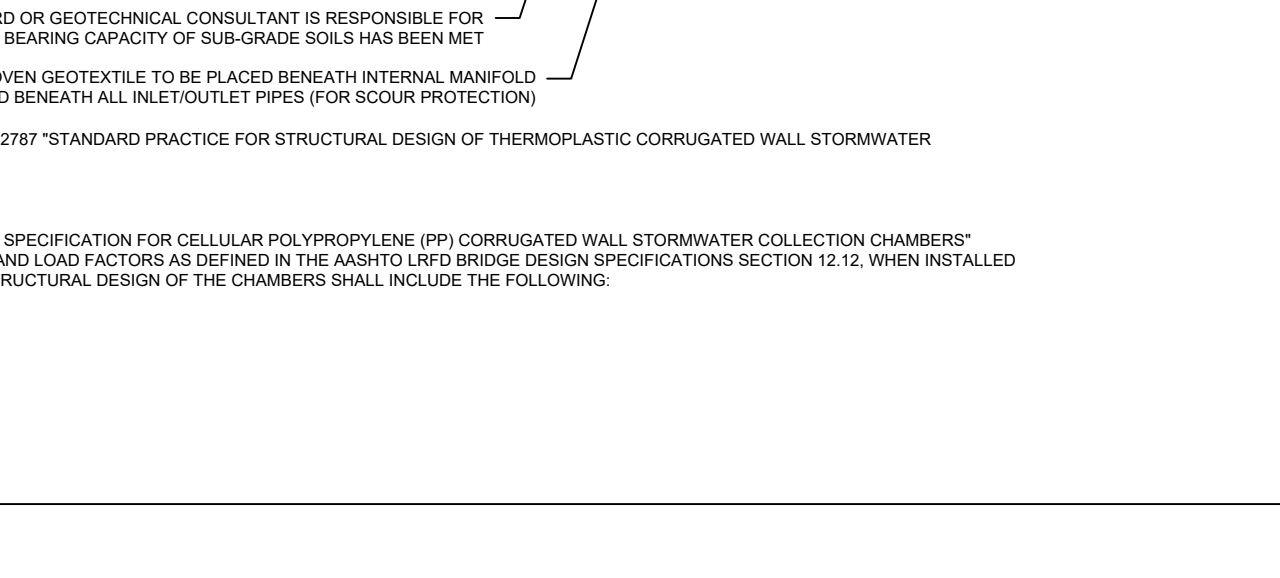 OR GEOTECHNICAL CONSULTANT IS RESPONSIBLE FOR
BEARING CAPACITY OF SUB-GRADE SOILS HAS BEEN MET
GEOTEXTILE TO BE PLACED BENEATH INTERNAL MANIFOLD
BENEATH ALL INLET/OUTLET PIPES (FOR SCOUR PROTECTION)
2787 "STANDARD PRACTICE FOR STRUCTURAL DESIGN OF THERMOPLASTIC CORRUGATED WALL STORMWATER
SPECIFICATION FOR CELLULAR POLYPROPYLENE (PP) CORRUGATED WALL STORMWATER COLLECTION CHAMBERS"
AND LOAD FACTORS AS DEFINED IN THE AASHTO LRFD BRIDGE DESIGN SPECIFICATIONS SECTION 12.12, WHEN INSTALLED
DESIGN OF THE CHAMBERS SHALL INCLUDE THE FOLLOWING: